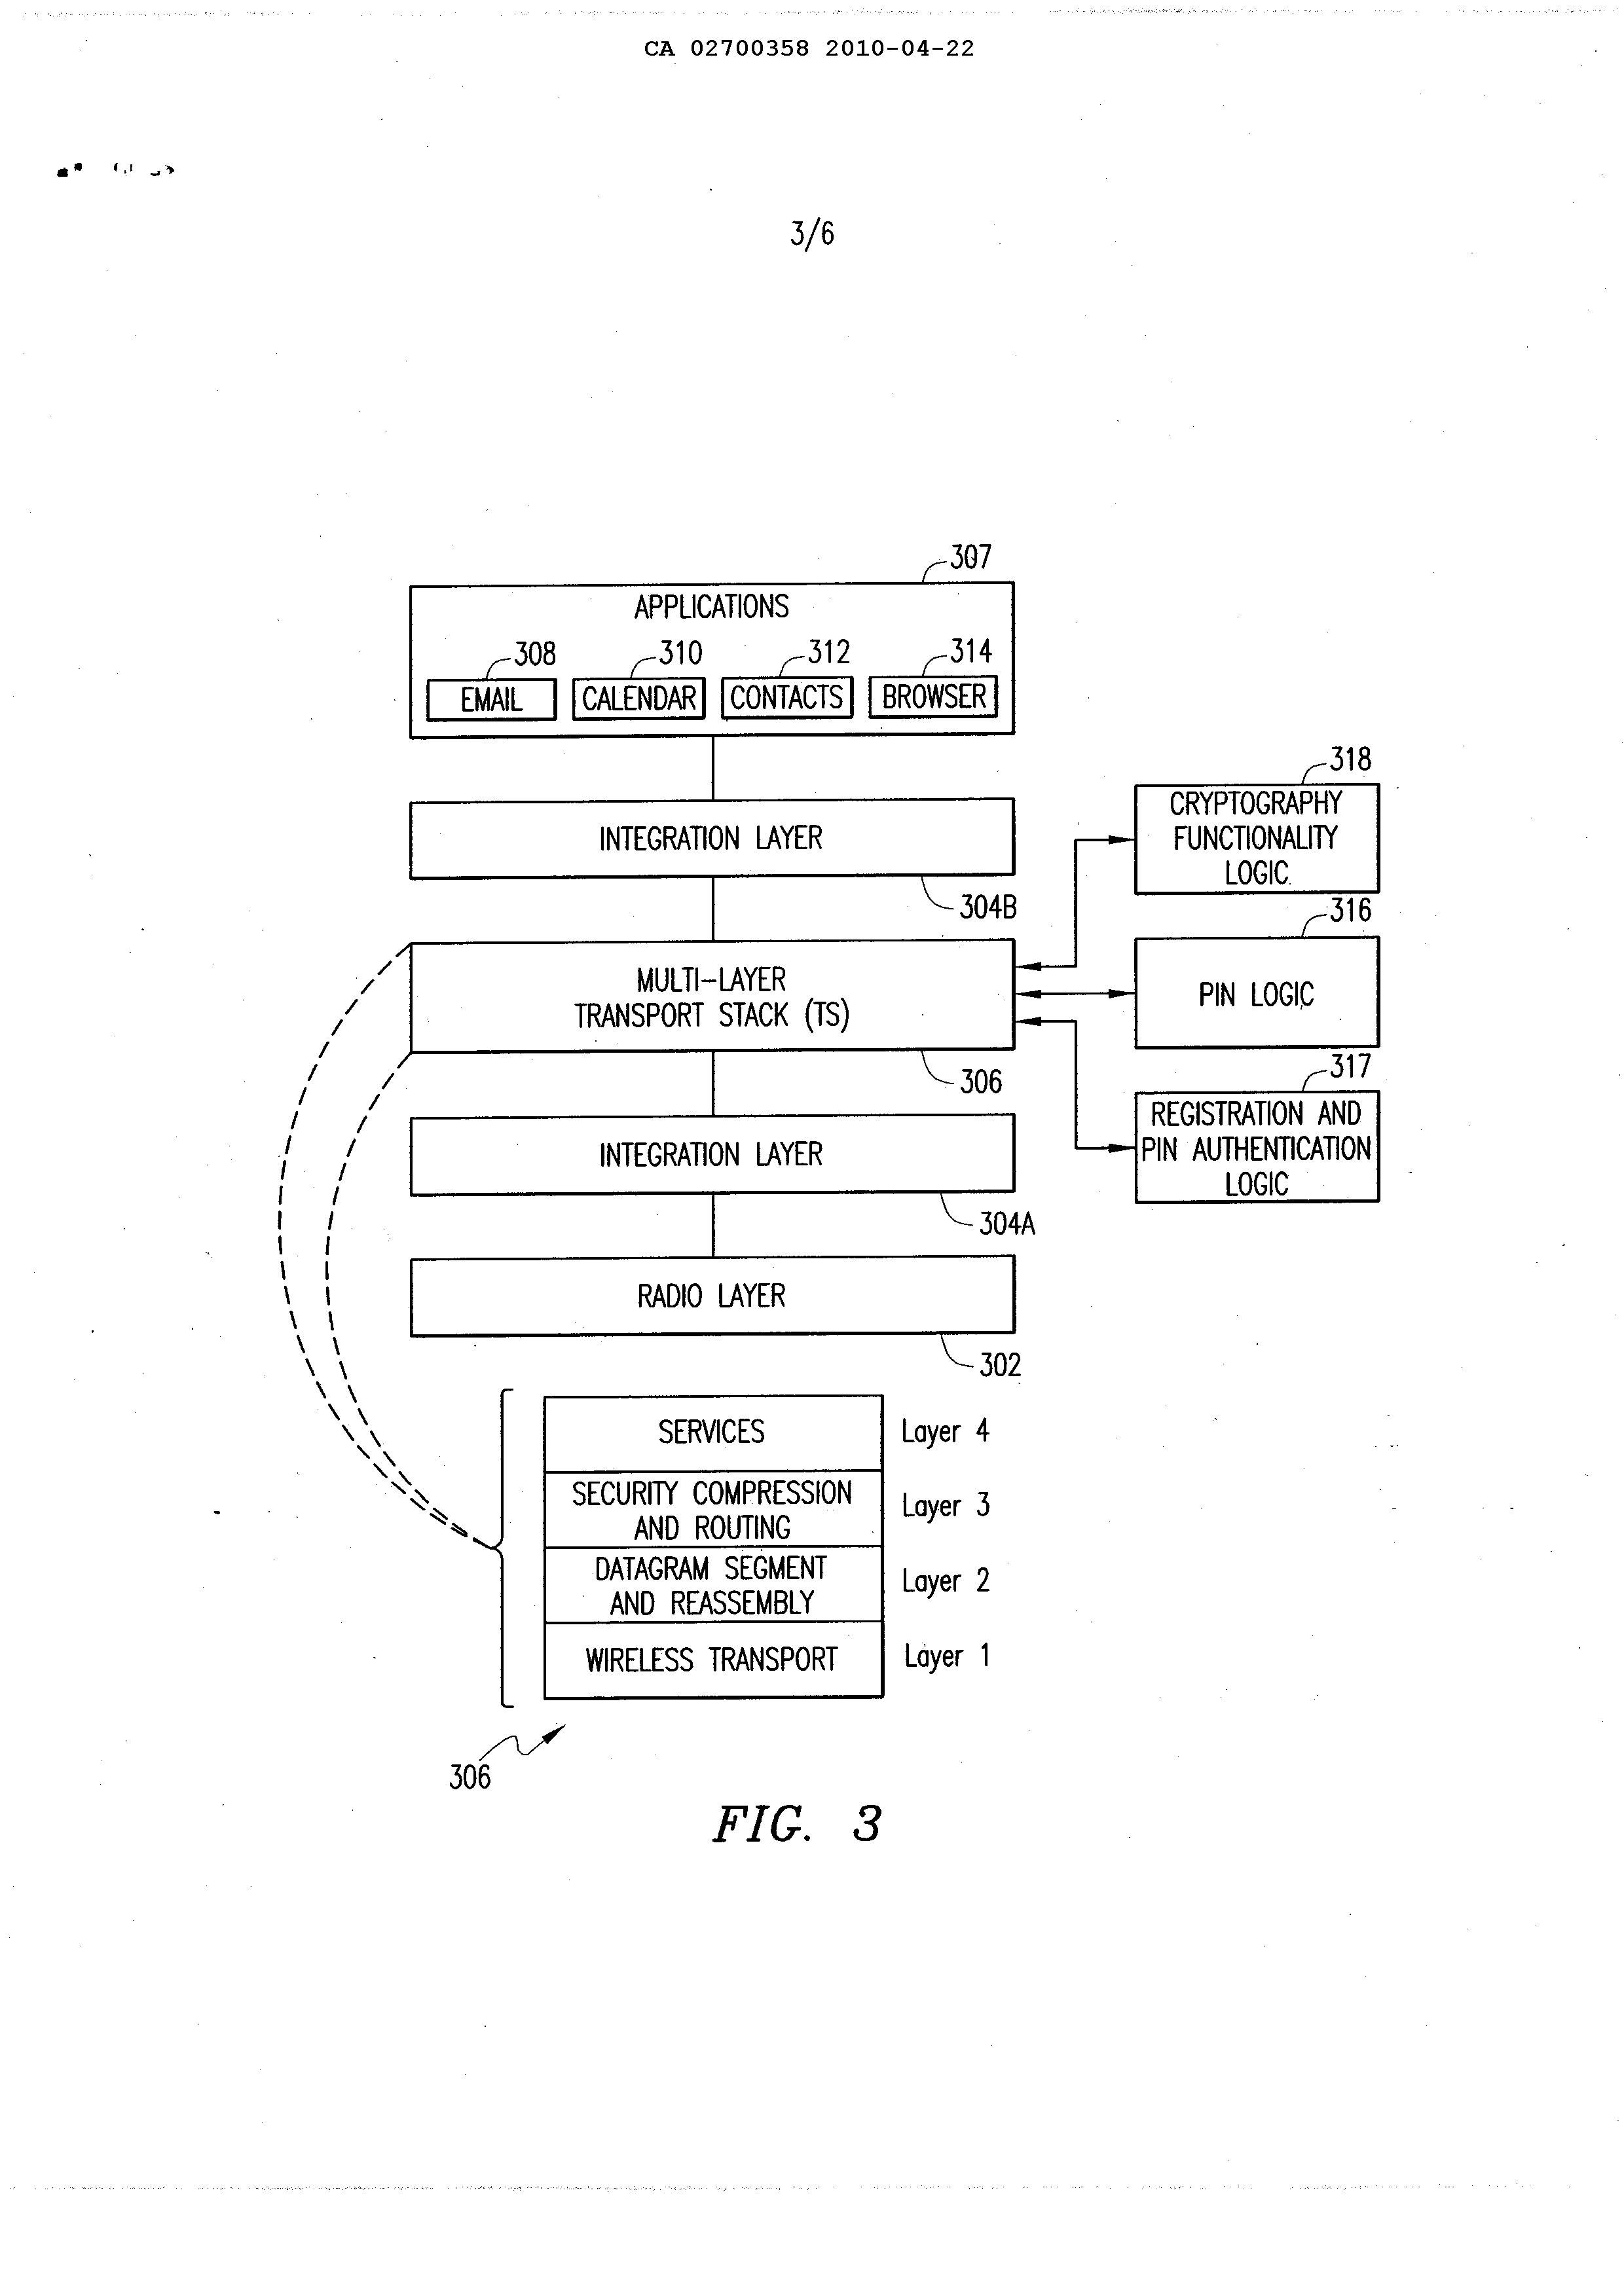 CA 02700358 2010-04-22
3/6
307
APPLICATIONS
308 310 312 314
EMAIL CALENDAR CONTACTS BROWSER
318
CRYPTOGRAPHY
FUNCTIONALITY
LOGIC
INTEGRATION LAYER
304B
316
PIN LOGIC
MULTI-LAYER
TRANSPORT STACK (TS)
306
317
REGISTRATION AND
PIN AUTHENTICATION
LOGIC
INTEGRATION LAYER
304A
RADIO LAYER
302
SERVICES Layer 4
SECURITY COMPRESSION
AND ROUTING
Layer 3
DATAGRAM SEGMENT
AND REASSEMBLY
Layer 2
WIRELESS TRANSPORT Layer 1
306
FIG. 3